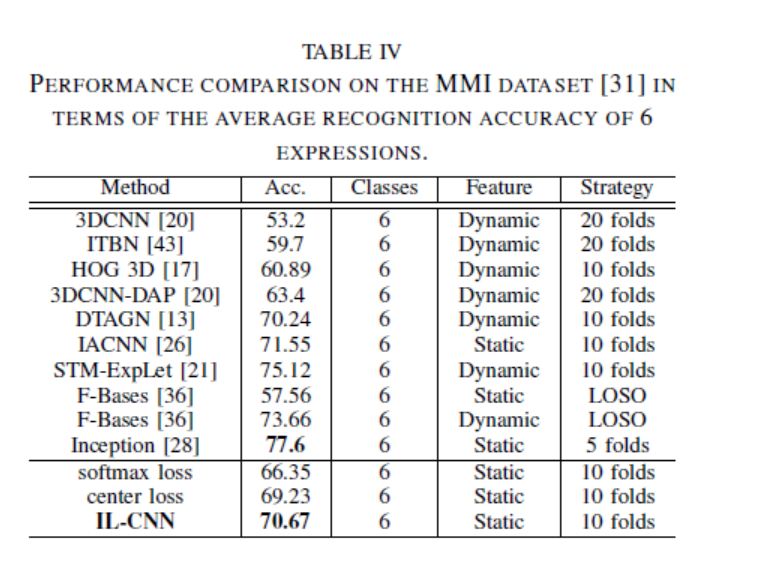 TABLE IV
PERFORMANCE COMPARISON ON THE MMI DATASET [31] IN
TERMS OF THE AVERAGE RECOGNITION ACCURACY OF 6
EXPRESSIONS.
Method Acc. Classes Feature Strategy
3DCNN [20] 53.2 6 Dynamic 20 folds
ITBN [43] 59.7 6 Dynamic 20 folds
HOG 3D [17] 60.89 6 Dynamic 10 folds
3DCNN-DAP [20] 63.4 6 Dynamic 20 folds
DTAGN [13] 70.24 6 Dynamic 10 folds
IACNN [26] 71.55 6 Static 10 folds
STM-ExpLet [21] 75.12 6 Dynamic 10 folds
F-Bases [36] 57.56 6 Static LOSO
F-Bases [36] 73.66 6 Dynamic LOSO
Inception [28] 77.6 6 Static 5 folds
softmax loss 66.35 6 Static 10 folds
center loss 69.23 6 Static 10 folds
IL-CNN 70.67 6 Static 10 folds